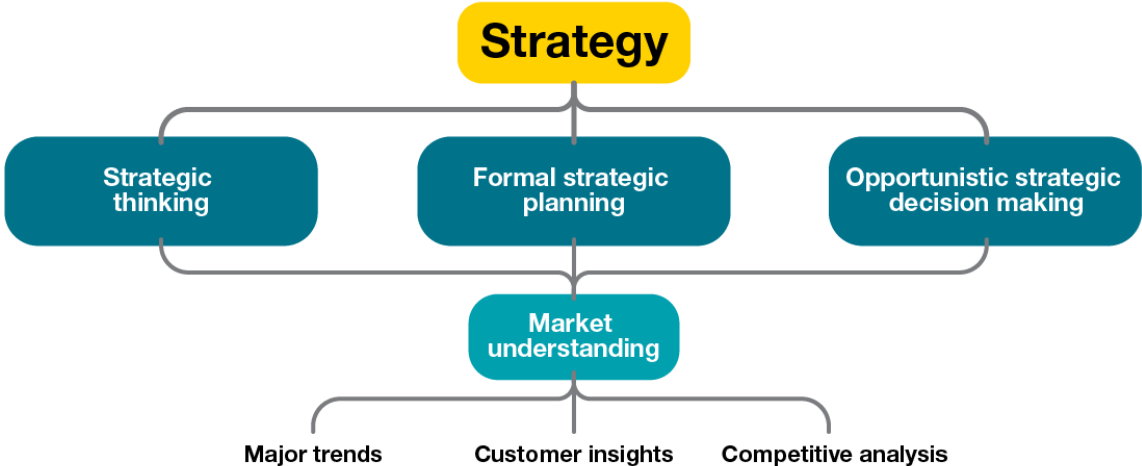 Strategy
Strategic
thinking
Formal strategic
planning
Opportunistic strategic
decision making
Market
understanding
Major trends
Customer insights
Competitive analysis